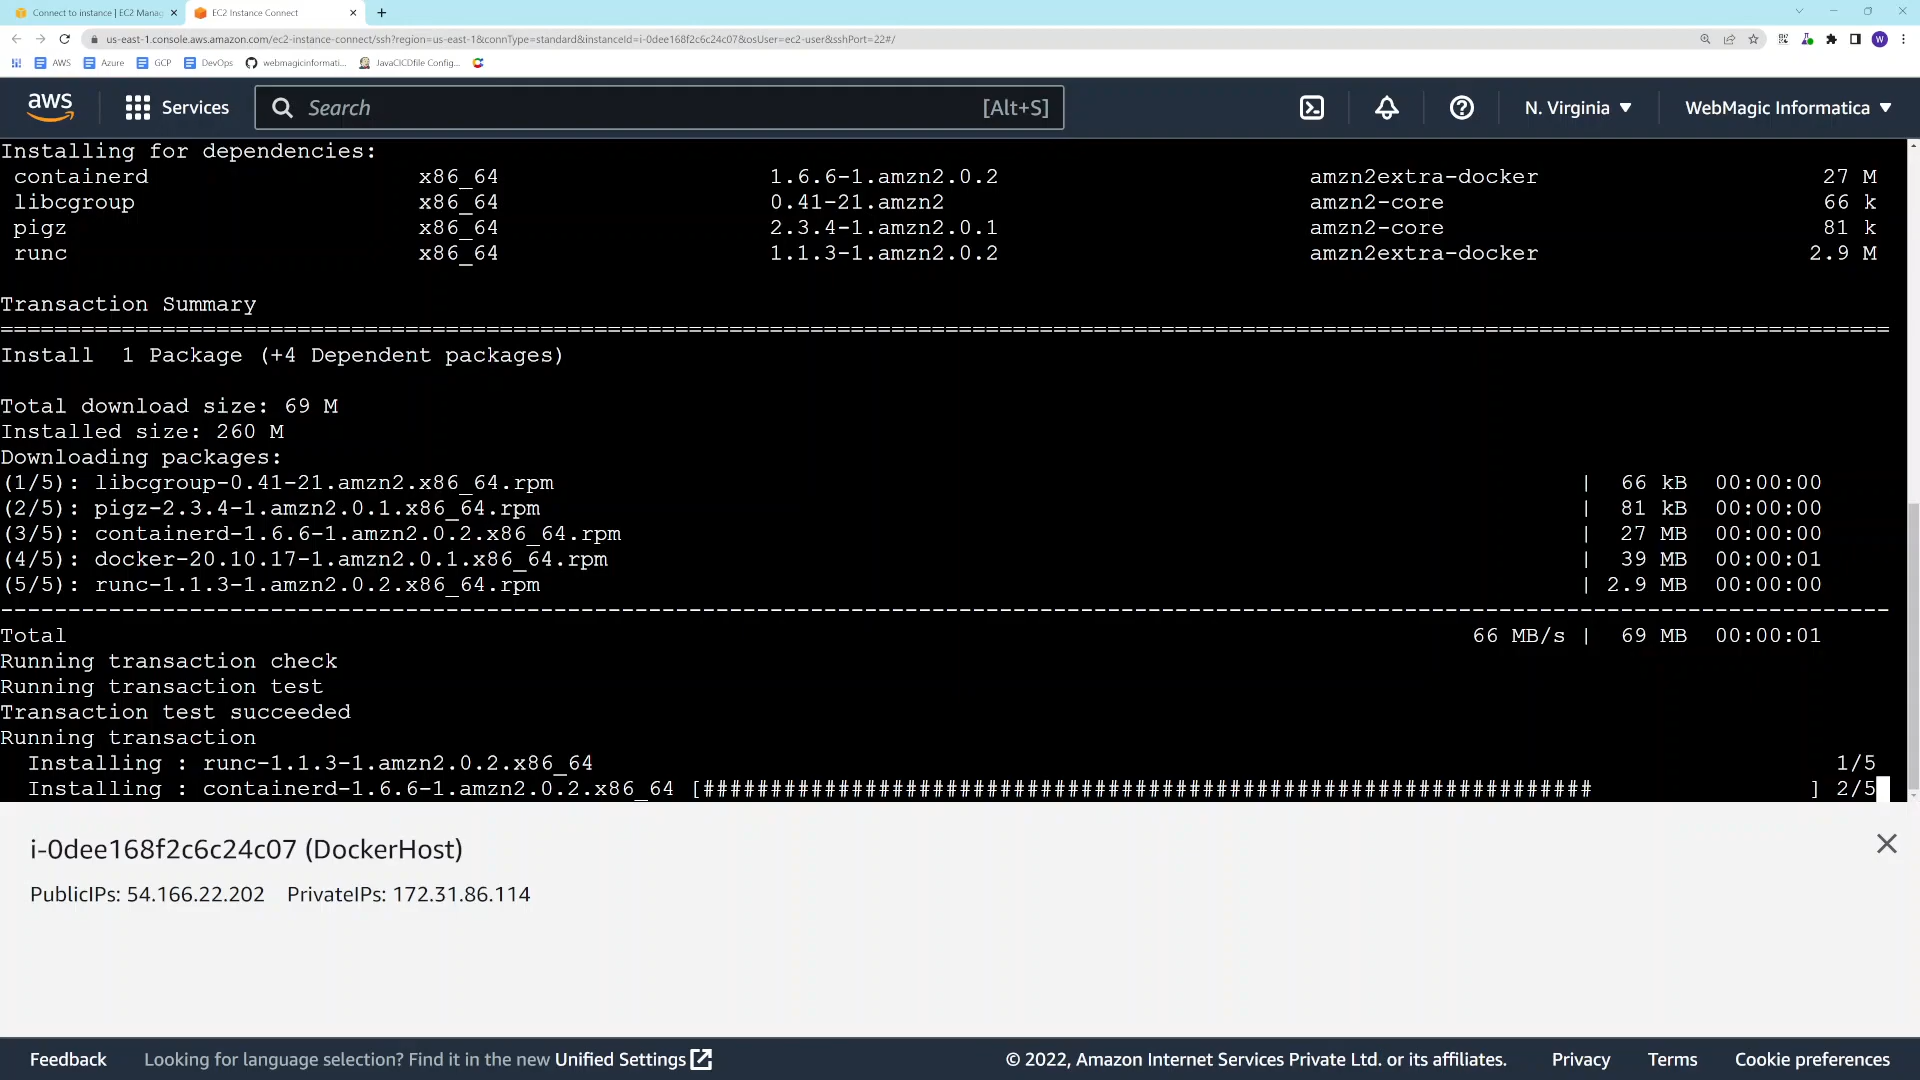 Connect to instance | EC2 Manag
EC2 Instance Connect
us-east-1.console.aws.amazon.com/ec2-instance-connect/ssh?region=us-east-1&connType=standard&instanceId=i-0dee168f2c6c24c07&osUser=ec2-user&sshPort=22#/
W
AWS Azure GCP DevOps webmagicinformati... JavaCICDfile Config...
aws Services Search [Alt+S] N. Virginia WebMagic Informatica
Installing for dependencies:
containerd x86_64 1.6.6-1.amzn2.0.2 amzn2extra-docker 27 M
libcgroup x86_64 0.41-21.amzn2 amzn2-core 66 k
pigz x86_64 2.3.4-1.amzn2.0.1 amzn2-core 81 k
runc x86_64 1.1.3-1.amzn2.0.2 amzn2extra-docker 2.9 M
Transaction Summary
Install 1 Package (+4 Dependent packages)
Total download size: 69 M
Installed size: 260 M
Downloading packages:
(1/5): libcgroup-0.41-21.amzn2.x86_64.rpm | 66 kB 00:00:00
(2/5): pigz-2.3.4-1.amzn2.0.1.x86_64.rpm | 81 kB 00:00:00
(3/5): containerd-1.6.6-1.amzn2.0.2.x86_64.rpm | 27 MB 00:00:00
(4/5): docker-20.10.17-1.amzn2.0.1.x86_64.rpm | 39 MB 00:00:01
(5/5): runc-1.1.3-1.amzn2.0.2.x86_64.rpm | 2.9 MB 00:00:00
Total 66 MB/s | 69 MB 00:00:01
Running transaction check
Running transaction test
Transaction test succeeded
Running transaction
Installing : runc-1.1.3-1.amzn2.0.2.x86_64 1/5
Installing : containerd-1.6.6-1.amzn2.0.2.x86_64 [################################################################## ] 2/5
i-0dee168f2c6c24c07 (DockerHost)
PublicIPs: 54.166.22.202 PrivateIPs: 172.31.86.114
Feedback Looking for language selection? Find it in the new Unified Settings © 2022, Amazon Internet Services Private Ltd. or its affiliates. Privacy Terms Cookie preferences